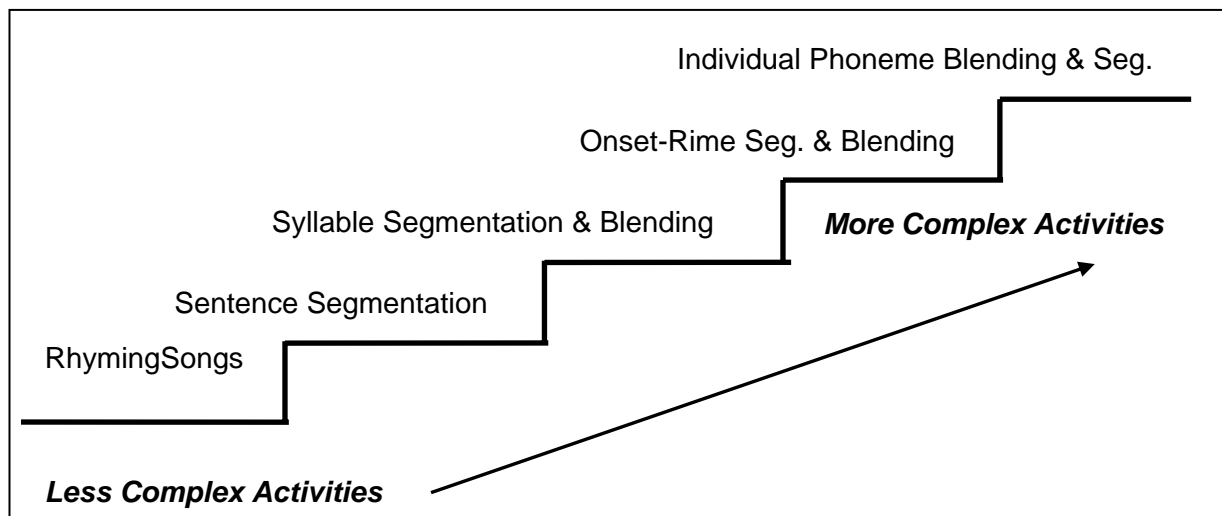 Individual Phoneme Blending & Seg.
Onset-Rime Seg. & Blending
Syllable Segmentation & Blending
More Complex Activities
Sentence Segmentation
RhymingSongs
Less Complex Activities